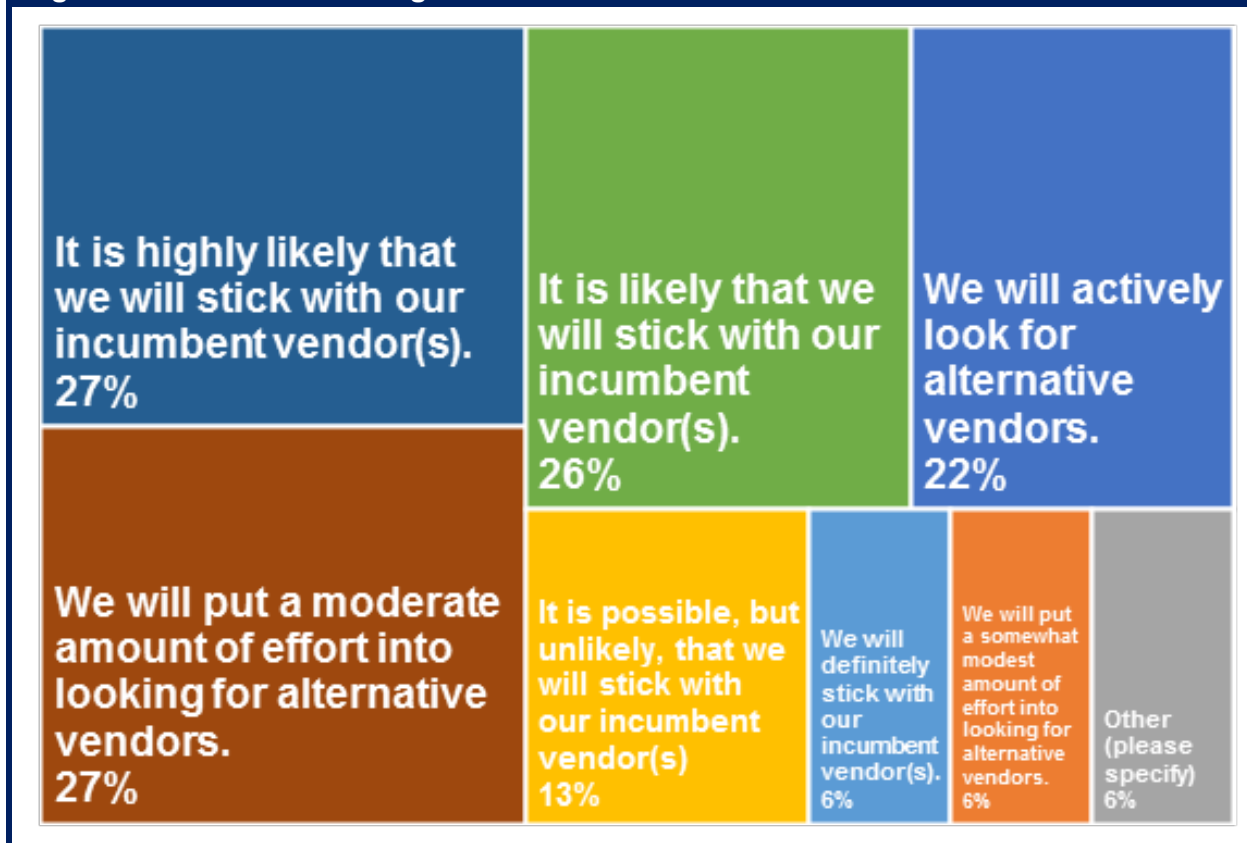 It is highly likely that
we will stick with our
incumbent vendor(s).
27%
We will put a moderate
amount of effort into
looking for alternative
vendors.
27%
It is likely that we
will stick with our
incumbent
vendor(s).
26%
We will actively
look for
alternative
vendors.
22%
It is possible, but
unlikely, that we
will stick with
our incumbent
vendor(s)
13%
We will
definitely
stick with
our
incumbent
vendor(s).
6%
We will put
a somewhat
modest
amount of
effort into
looking for
alternative
vendors.
6%
Other
(please
specify)
6%